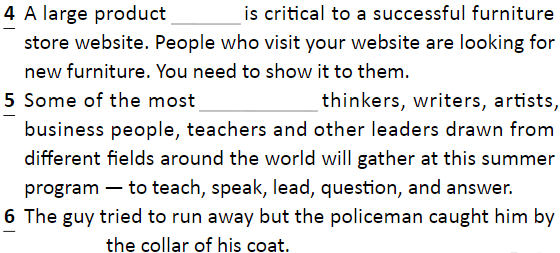 4 A large product ________ is critical to a successful furniture
store website. People who visit your website are looking for
new furniture. You need to show it to them.
5 Some of the most ____________ thinkers, writers, artists,
business people, teachers and other leaders drawn from
different fields around the world will gather at this summer
program — to teach, speak, lead, question, and answer.
6 The guy tried to run away but the policeman caught him by
the collar of his coat.